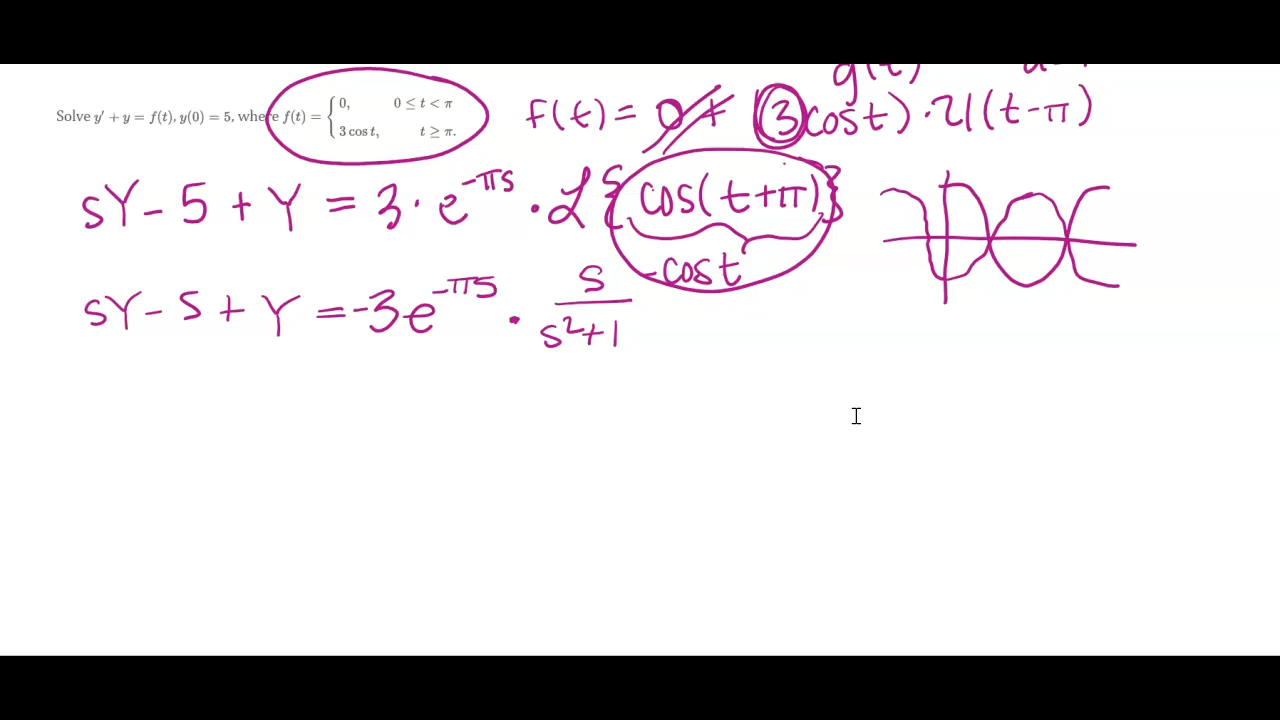 g(t)
Solve y′ + y = f(t), y(0) = 5, where f(t) = { 0, 0 ≤ t < π
3 cos t, t ≥ π.
f(t) = 0 + (3 cos t) · 𝒰(t-π)
sY - 5 + Y = 3 · e^{-πs} · ℒ{cos(t+π)}
-cos t
sY - 5 + Y = -3e^{-πs} · s/(s²+1)